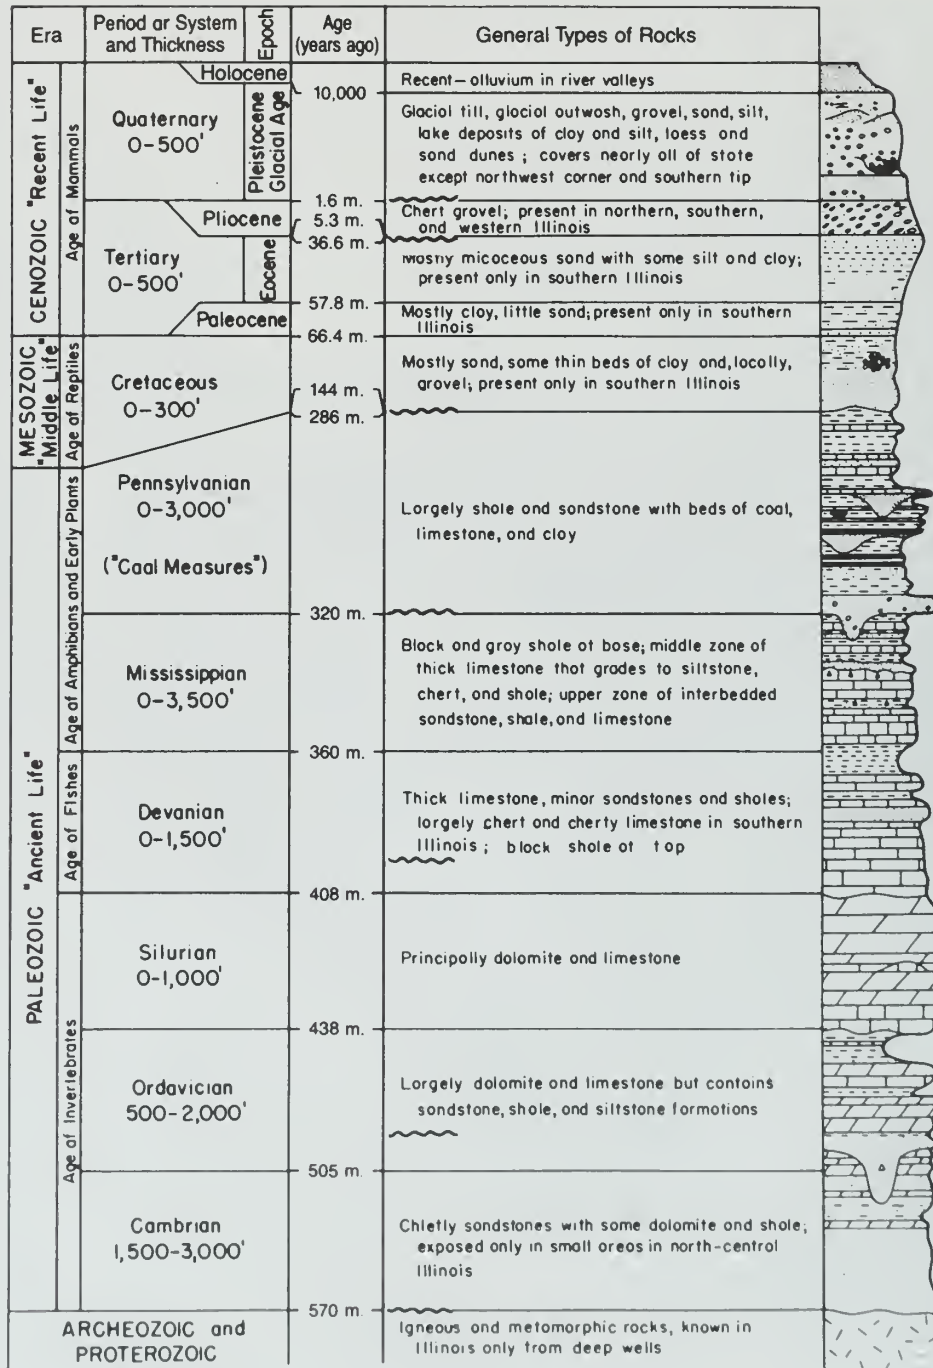 Era
Period or System
and Thickness
Epoch
Age
(years ago)
General Types of Rocks
CENOZOIC "Recent Life"
Age of Mammals
Quaternary
0-500'
Holocene
Pleistocene
Glacial Age
10,000
Recent – alluvium in river valleys
Glacial till, glacial outwash, gravel, sand, silt,
lake deposits of clay and silt, loess and
sand dunes ; covers nearly all of state
except northwest corner and southern tip
1.6 m.
Tertiary
0-500'
Pliocene
5.3 m.
36.6 m.
Chert gravel; present in northern, southern,
and western Illinois
Eocene
Mostly micaceous sand with some silt and clay;
present only in southern Illinois
57.8 m.
Paleocene
Mostly clay, little sand; present only in southern
Illinois
66.4 m.
MESOZOIC
"Middle Life"
Age of Reptiles
Cretaceous
0-300'
144 m.
286 m.
Mostly sand, some thin beds of clay and, locally,
gravel; present only in southern Illinois
PALEOZOIC "Ancient Life"
Age of Amphibians and Early Plants
Pennsylvanian
0-3,000'
("Coal Measures")
Largely shale and sandstone with beds of coal,
limestone, and clay
320 m.
Mississippian
0-3,500'
Black and gray shale at base; middle zone of
thick limestone that grades to siltstone,
chert, and shale; upper zone of interbedded
sandstone, shale, and limestone
360 m.
Age of Fishes
Devonian
0-1,500'
Thick limestone, minor sandstones and shales;
largely chert and cherty limestone in southern
Illinois ; black shale at top
408 m.
Age of Invertebrates
Silurian
0-1,000'
Principally dolomite and limestone
438 m.
Ordovician
500-2,000'
Largely dolomite and limestone but contains
sandstone, shale, and siltstone formations
505 m.
Cambrian
1,500-3,000'
Chiefly sandstones with some dolomite and shale;
exposed only in small areas in north-central
Illinois
570 m.
ARCHEOZOIC and
PROTEROZOIC
Igneous and metamorphic rocks, known in
Illinois only from deep wells